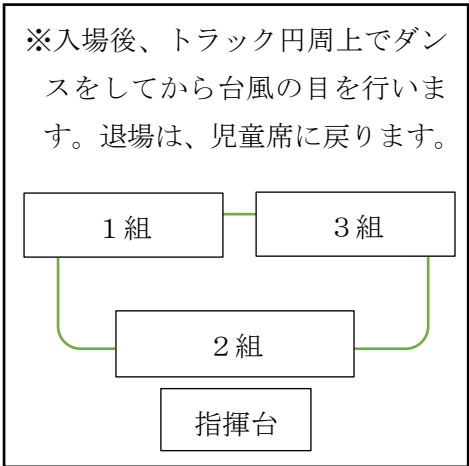 ※入場後、トラック円周上でダン
スをしてから台風の目を行いま
す。退場は、児童席に戻ります。
１組
３組
２組
指揮台